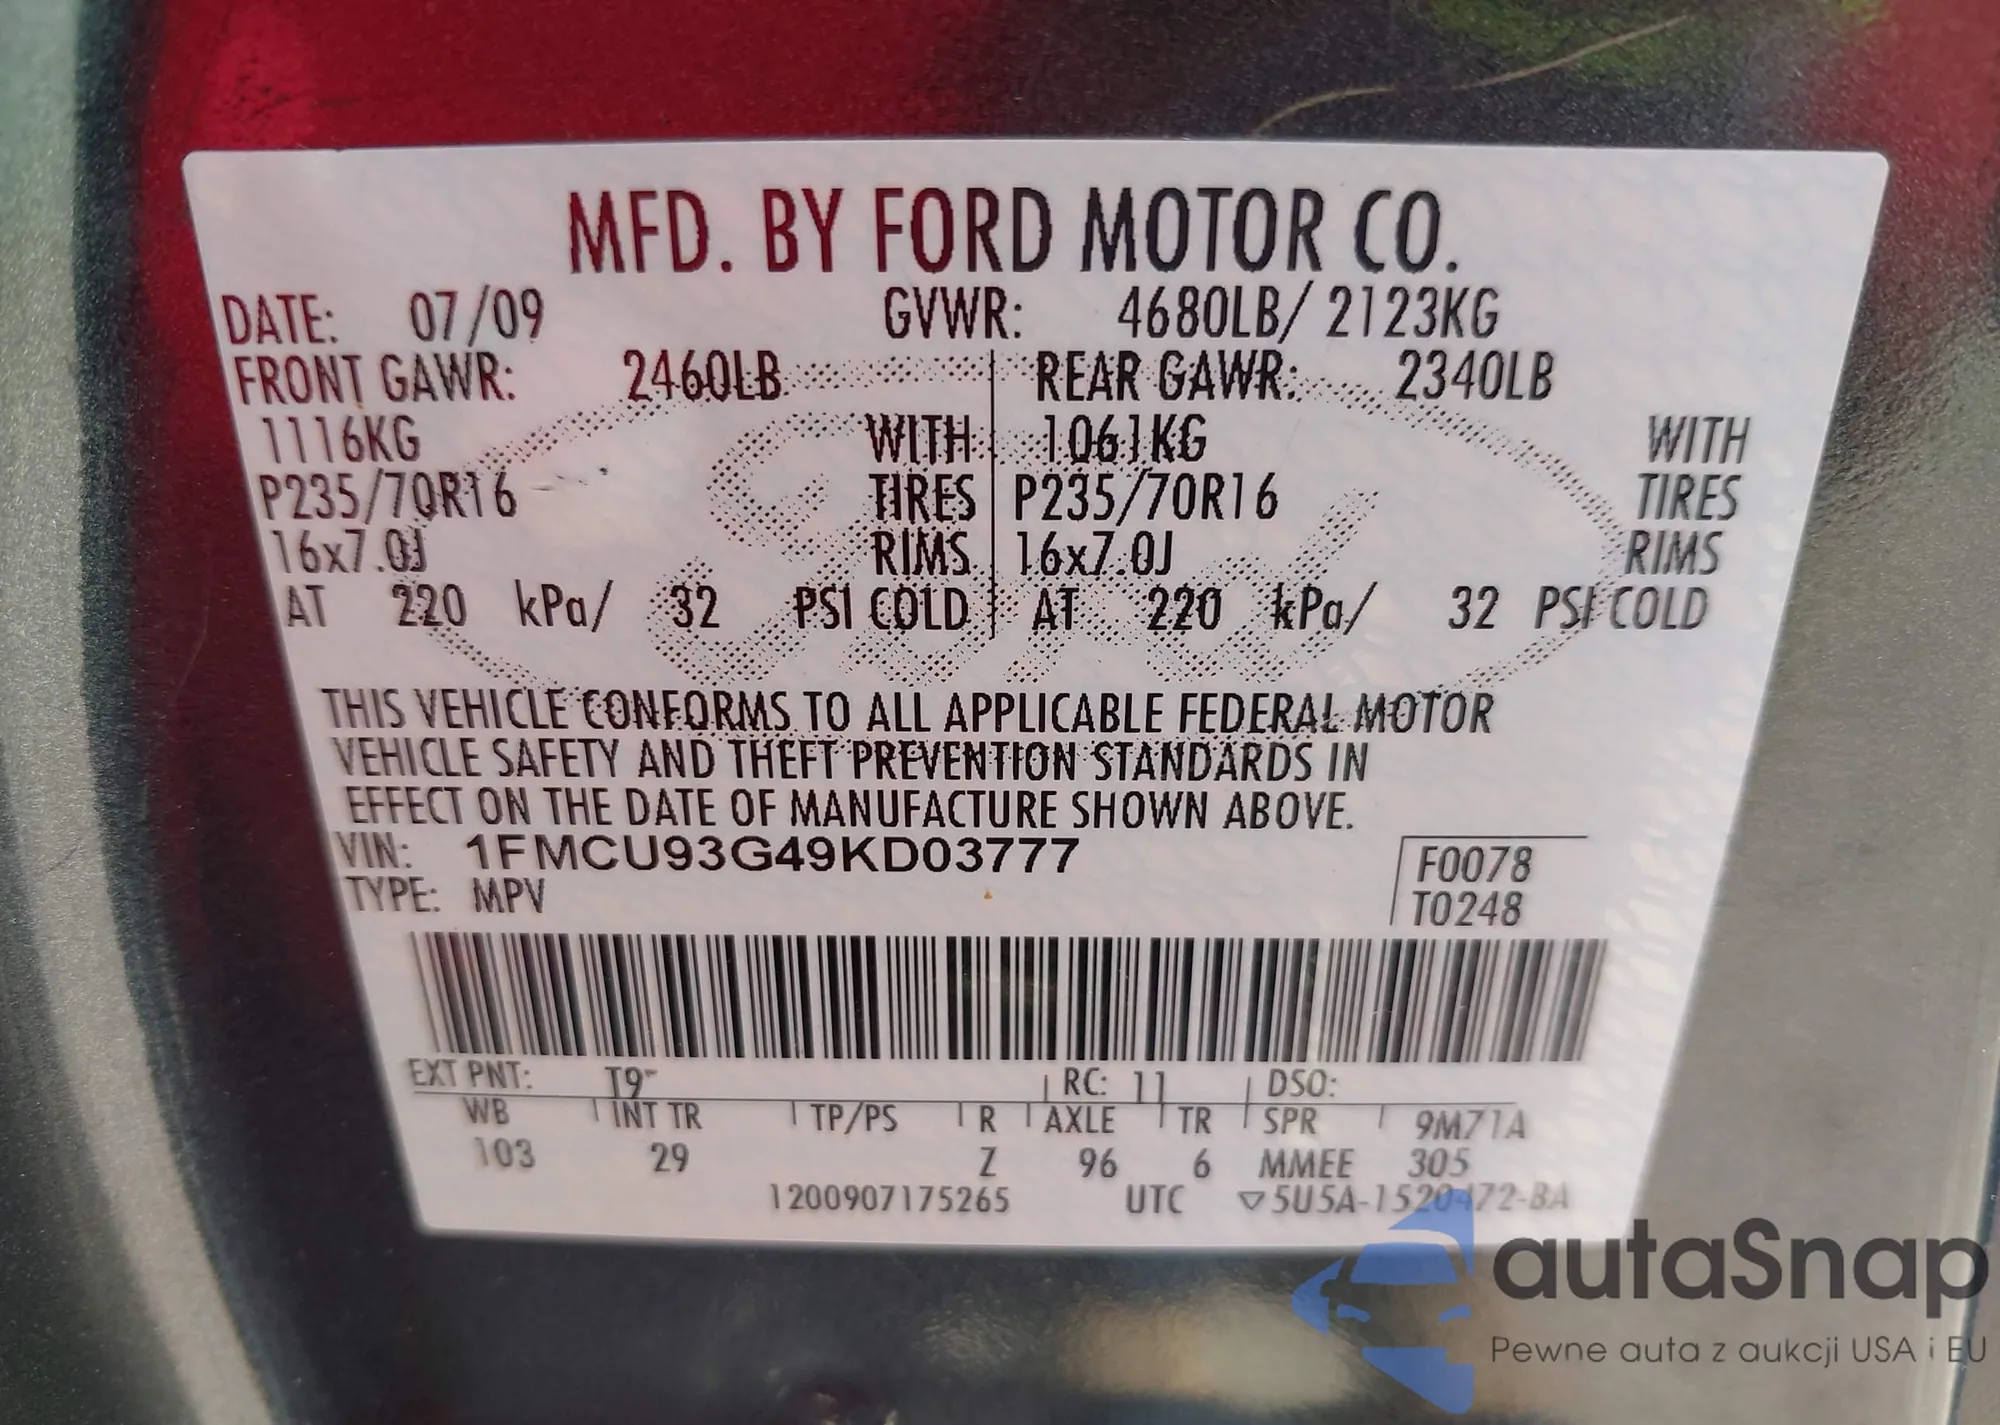 MFD. BY FORD MOTOR CO.
DATE: 07/09 GVWR: 4680LB/ 2123KG
FRONT GAWR: 2460LB REAR GAWR: 2340LB
1116KG WITH 1061KG WITH
P235/70R16 TIRES P235/70R16 TIRES
16x7.0J RIMS 16x7.0J RIMS
AT 220 kPa/ 32 PSI COLD AT 220 kPa/ 32 PSI COLD
THIS VEHICLE CONFORMS TO ALL APPLICABLE FEDERAL MOTOR
VEHICLE SAFETY AND THEFT PREVENTION STANDARDS IN
EFFECT ON THE DATE OF MANUFACTURE SHOWN ABOVE.
VIN: 1FMCU93G49KD03777
TYPE: MPV
F0078
T0248
EXT PNT: T9 RC: 11 DSO:
WB INT TR TP/PS R AXLE TR SPR 9M71A
103 29 Z 96 6 MMEE 305
1200907175265 UTC ▽5U5A-1520472-BA
autaSnap
Pewne auta z aukcji USA i EU